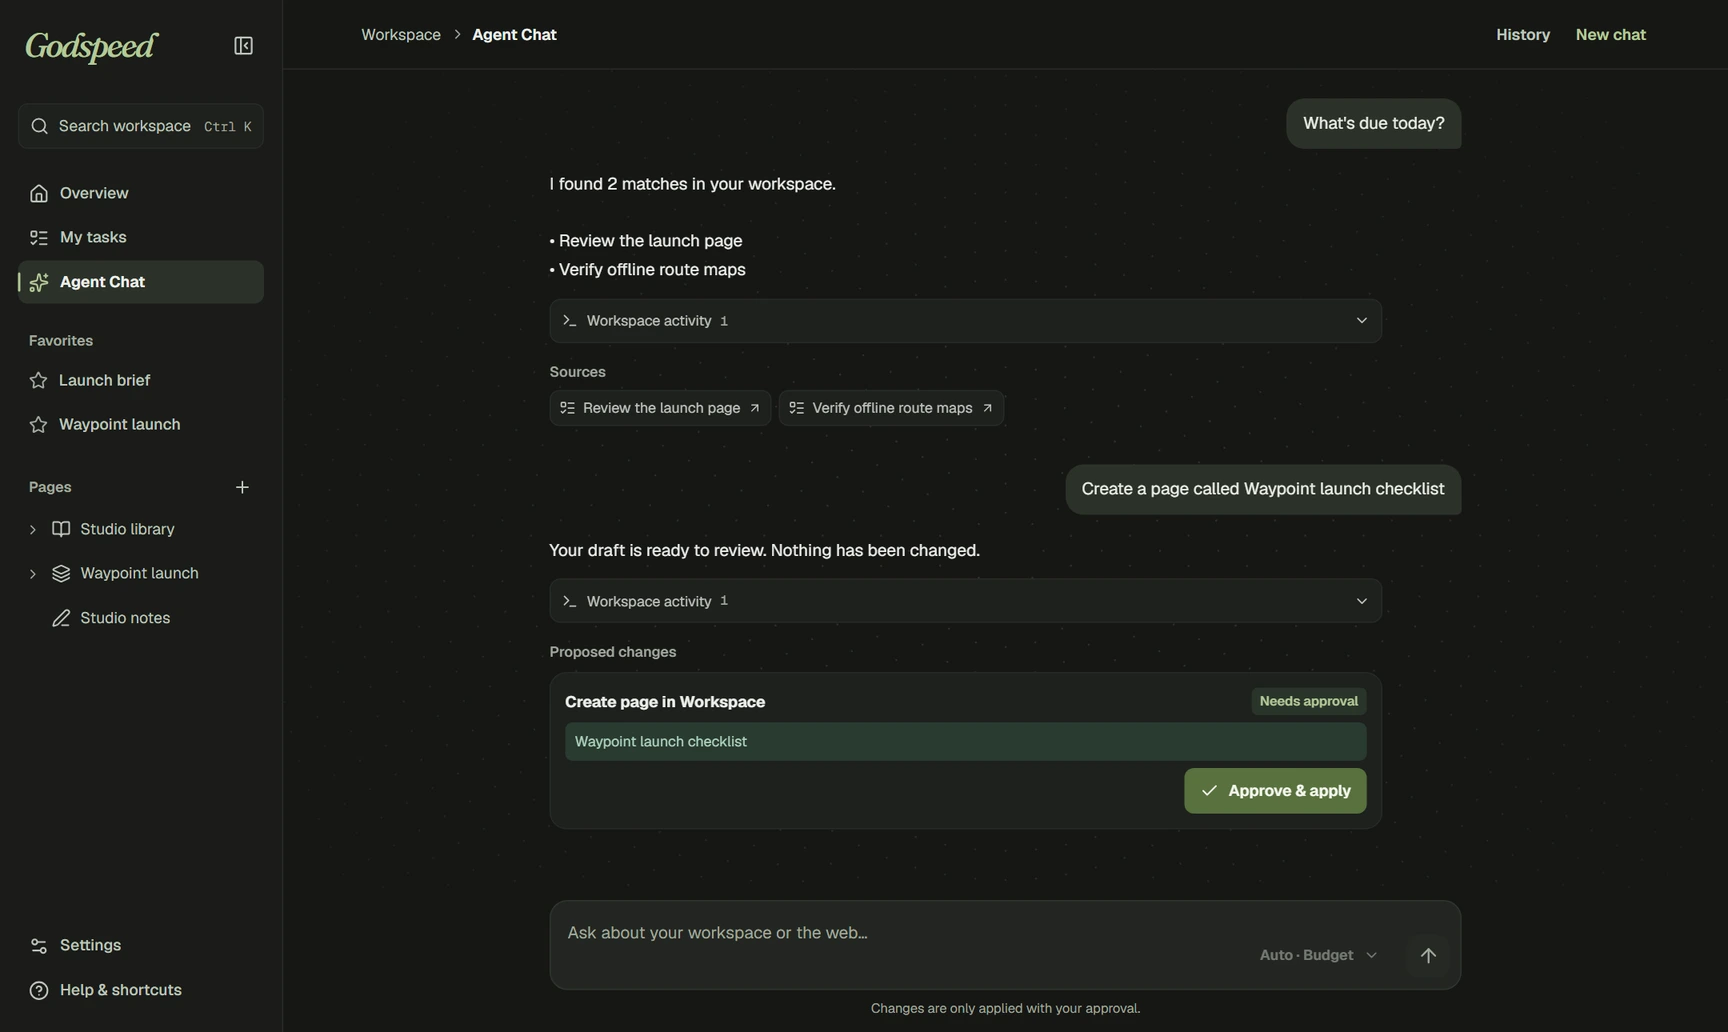 Godspeed
Search workspace Ctrl K
Overview
My tasks
Agent Chat
Favorites
Launch brief
Waypoint launch
Pages
Studio library
Waypoint launch
Studio notes
Settings
Help & shortcuts
Workspace > Agent Chat
History New chat
What's due today?
I found 2 matches in your workspace.
• Review the launch page
• Verify offline route maps
Workspace activity 1
Sources
Review the launch page ↗ Verify offline route maps ↗
Create a page called Waypoint launch checklist
Your draft is ready to review. Nothing has been changed.
Workspace activity 1
Proposed changes
Create page in Workspace Needs approval
Waypoint launch checklist
Approve & apply
Ask about your workspace or the web...
Auto · Budget
Changes are only applied with your approval.